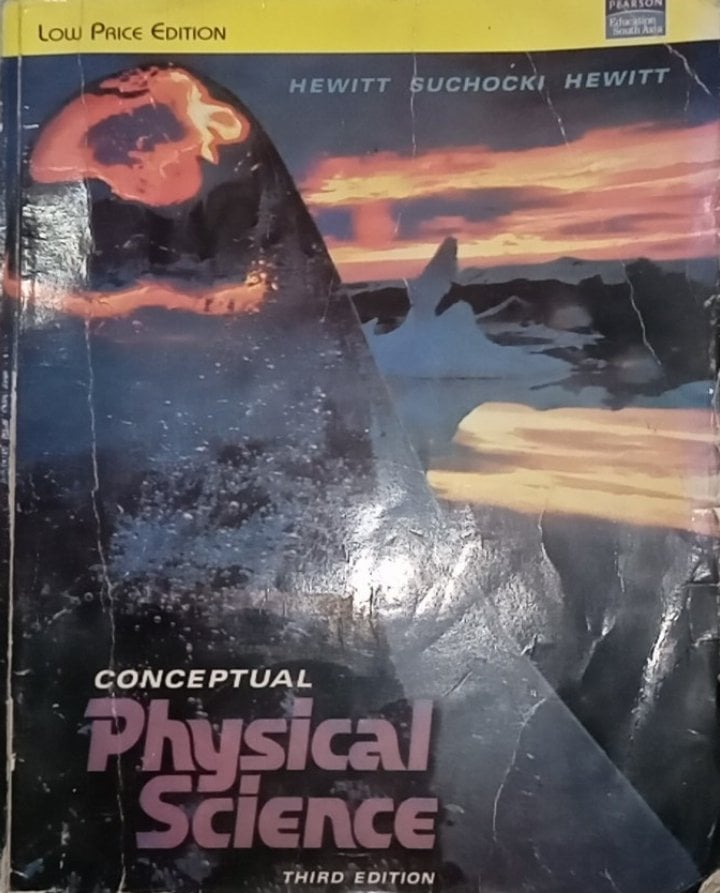 PEARSON
LOW PRICE EDITION
Education
South Asia
HEWITT SUCHOCKI HEWITT
CONCEPTUAL
Physical
Science
THIRD EDITION